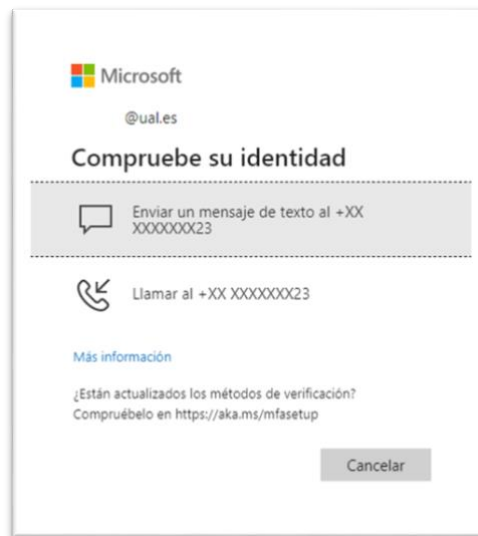 Microsoft
@ual.es
Compruebe su identidad
Enviar un mensaje de texto al +XX
XXXXXXX23
Llamar al +XX XXXXXXX23
Más información
¿Están actualizados los métodos de verificación?
Compruébelo en https://aka.ms/mfasetup
Cancelar